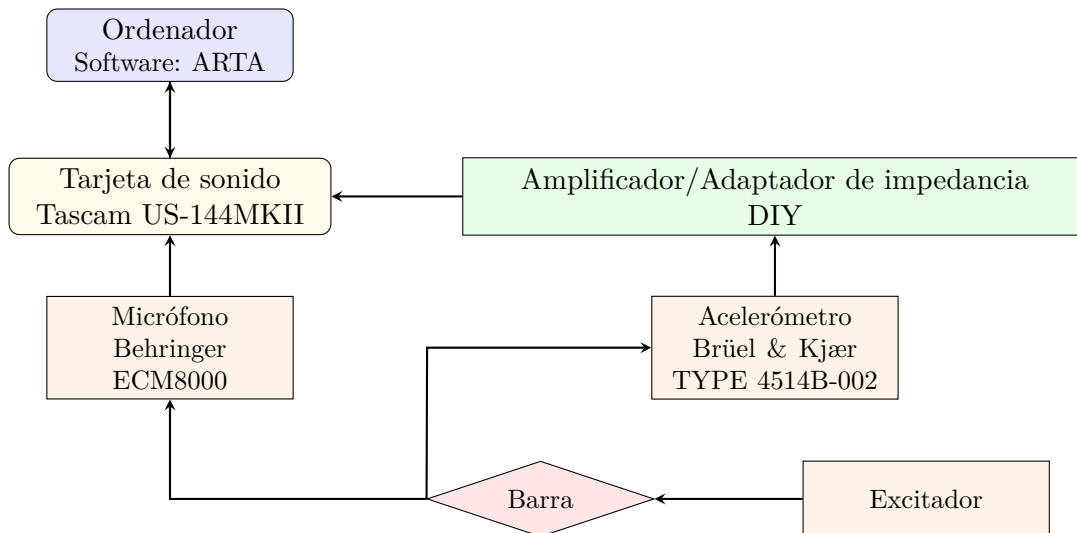 Ordenador
Software: ARTA
Tarjeta de sonido
Tascam US-144MKII
Amplificador/Adaptador de impedancia
DIY
Micrófono
Behringer
ECM8000
Acelerómetro
Brüel & Kjær
TYPE 4514B-002
Barra
Excitador